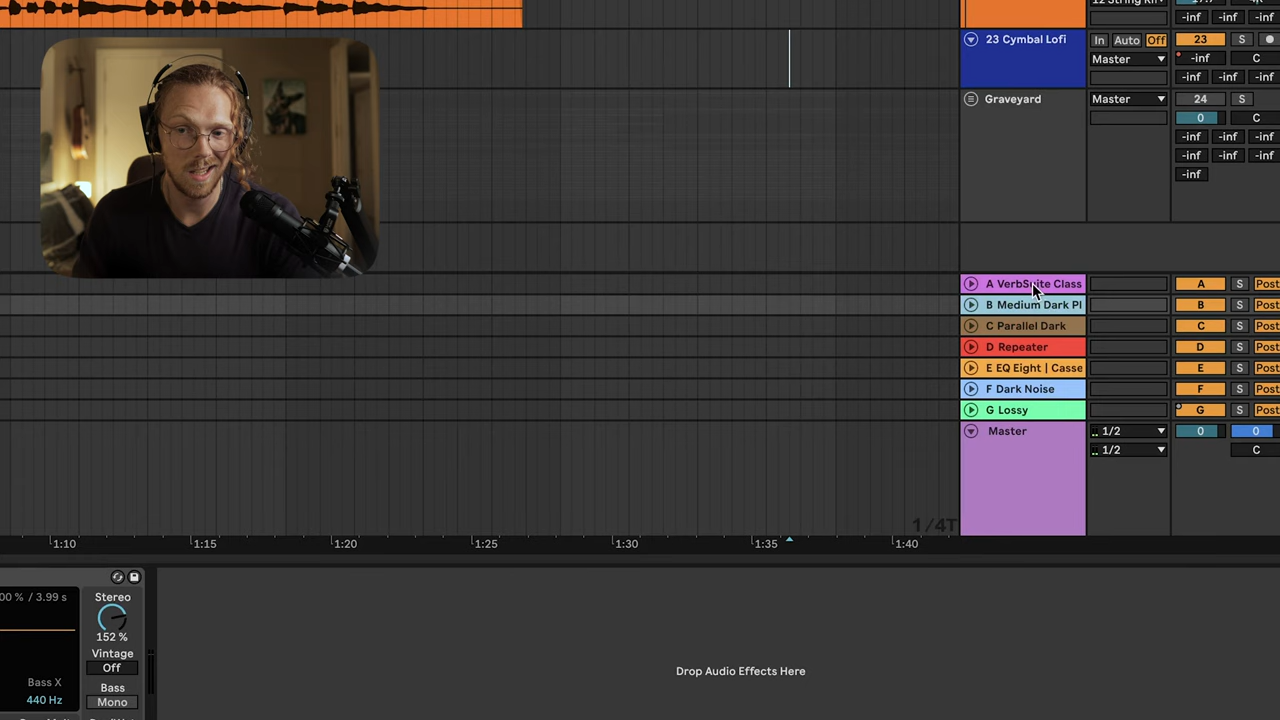 12 String Ri
-inf -inf -inf
23 Cymbal Lofi In Auto Off 23 S
Master -inf C
-inf -inf -inf
Graveyard Master 24 S
0 C
-inf -inf -inf
-inf -inf -inf
-inf
A VerbSuite Class A S Post
B Medium Dark Pl B S Post
C Parallel Dark C S Post
D Repeater D S Post
E EQ Eight | Casse E S Post
F Dark Noise F S Post
G Lossy G S Post
Master 1/2 0 0
1/2 C
1/4T
1:10 1:15 1:20 1:25 1:30 1:35 1:40
00 % / 3.99 s Stereo
152 %
Vintage
Off
Bass X Bass
440 Hz Mono
Drop Audio Effects Here